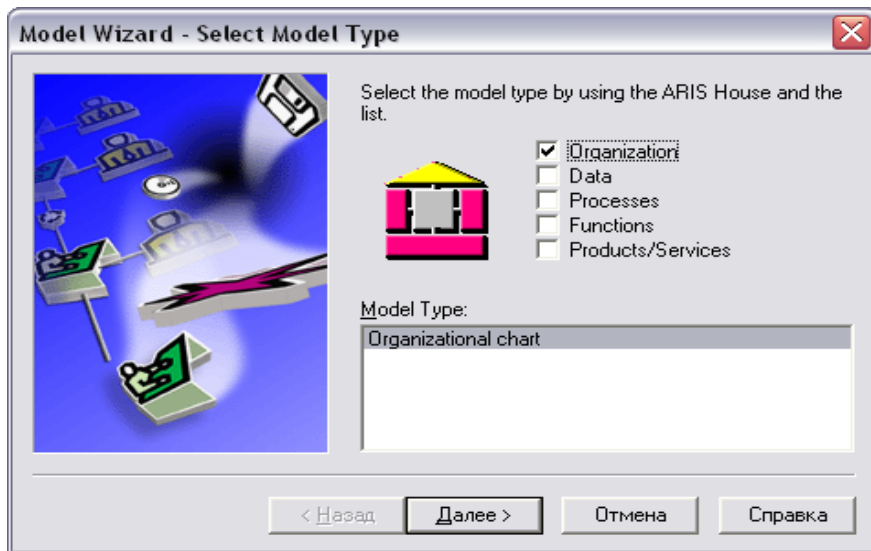 Model Wizard - Select Model Type
Select the model type by using the ARIS House and the
list.
Organization
Data
Processes
Functions
Products/Services
Model Type:
Organizational chart
< Назад
Далее >
Отмена
Справка